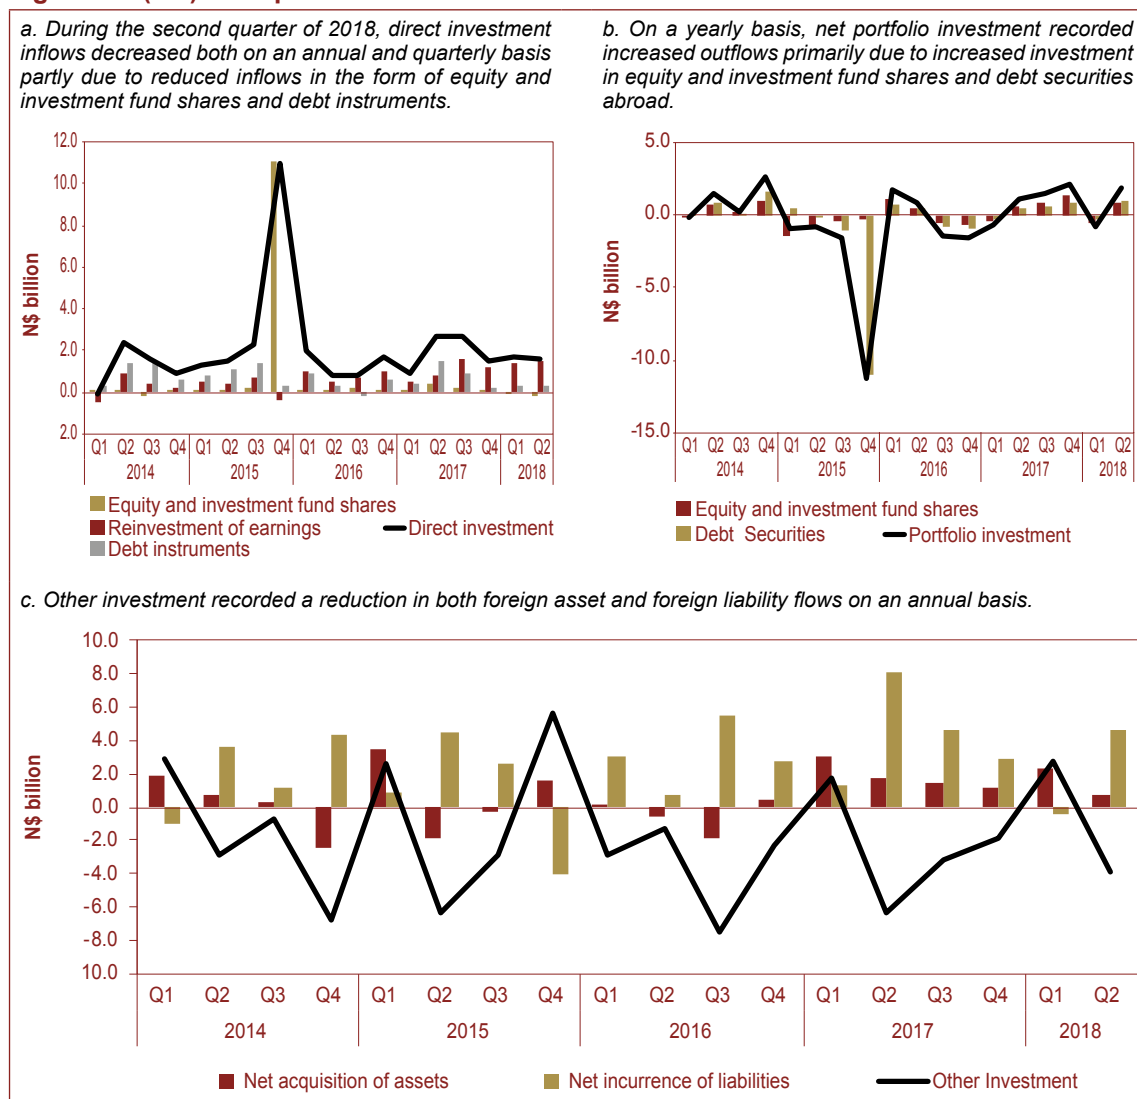 a. During the second quarter of 2018, direct investment
inflows decreased both on an annual and quarterly basis
partly due to reduced inflows in the form of equity and
investment fund shares and debt instruments.
b. On a yearly basis, net portfolio investment recorded
increased outflows primarily due to increased investment
in equity and investment fund shares and debt securities
abroad.
N$ billion
12.0
10.0
8.0
6.0
4.0
2.0
0.0
2.0
Q1 Q2 Q3 Q4 Q1 Q2 Q3 Q4 Q1 Q2 Q3 Q4 Q1 Q2 Q3 Q4 Q1 Q2
2014 2015 2016 2017 2018
Equity and investment fund shares
Reinvestment of earnings Direct investment
Debt instruments
N$ billion
5.0
0.0
-5.0
-10.0
-15.0
Q1 Q2 Q3 Q4 Q1 Q2 Q3 Q4 Q1 Q2 Q3 Q4 Q1 Q2 Q3 Q4 Q1 Q2
2014 2015 2016 2017 2018
Equity and investment fund shares
Debt Securities Portfolio investment
c. Other investment recorded a reduction in both foreign asset and foreign liability flows on an annual basis.
N$ billion
10.0
8.0
6.0
4.0
2.0
0.0
-2.0
-4.0
-6.0
-8.0
10.0
Q1 Q2 Q3 Q4 Q1 Q2 Q3 Q4 Q1 Q2 Q3 Q4 Q1 Q2 Q3 Q4 Q1 Q2
2014 2015 2016 2017 2018
Net acquisition of assets Net incurrence of liabilities Other Investment